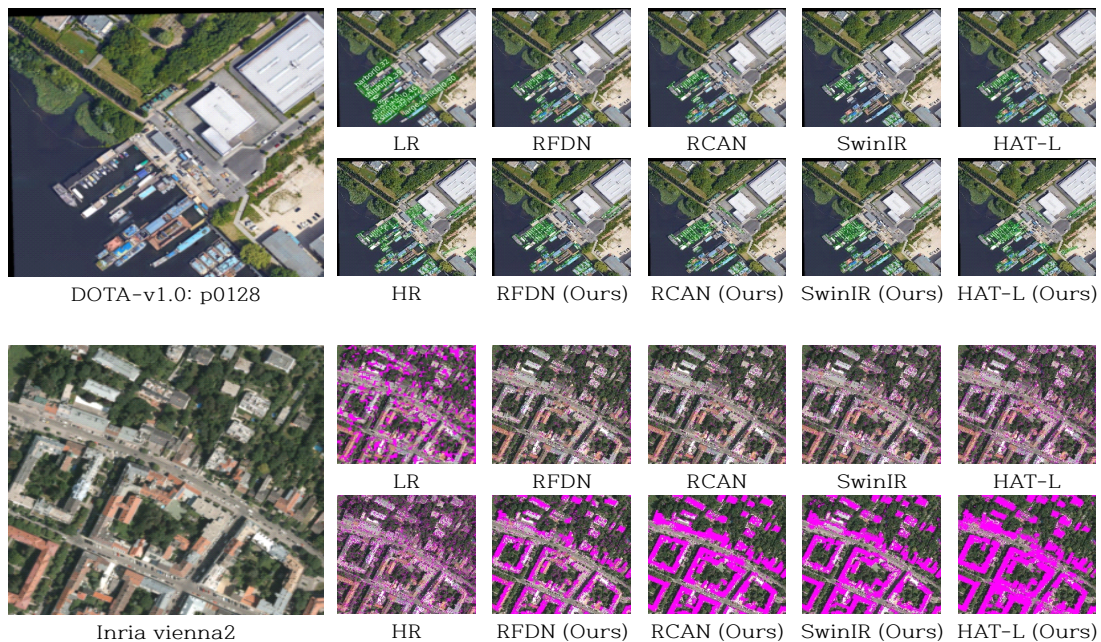 LR RFDN RCAN SwinIR HAT-L
DOTA-v1.0: p0128
HR RFDN (Ours) RCAN (Ours) SwinIR (Ours) HAT-L (Ours)
LR RFDN RCAN SwinIR HAT-L
Inria vienna2
HR RFDN (Ours) RCAN (Ours) SwinIR (Ours) HAT-L (Ours)